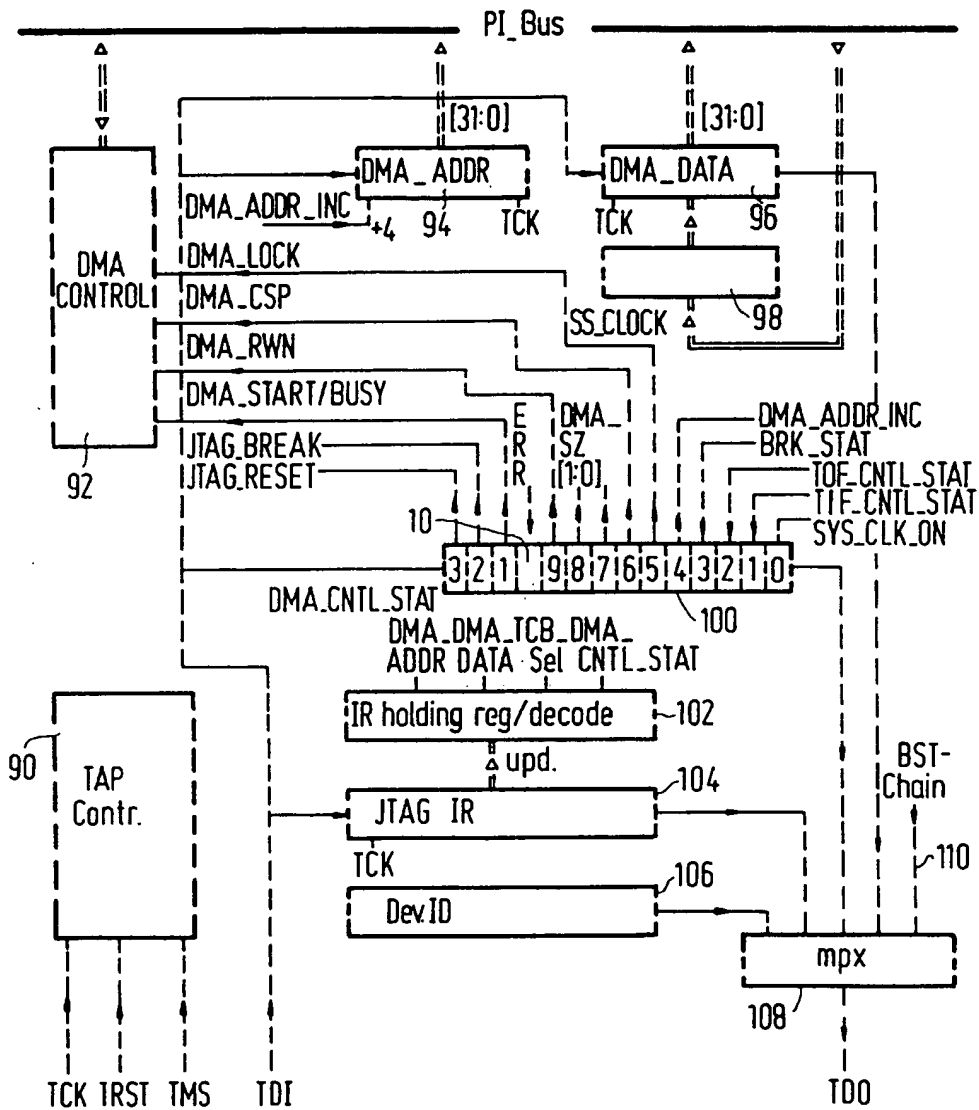 PI_Bus
[31:0]
[31:0]
DMA_ADDR
DMA_DATA
DMA_ADDR_INC
+4
94
TCK
TCK
96
DMA_LOCK
DMA
CONTROL
DMA_CSP
SS_CLOCK
98
DMA_RWN
DMA_START/BUSY
E
R
R
DMA_
SZ
[1:0]
DMA_ADDR_INC
BRK_STAT
TOF_CNTL_STAT
TIF_CNTL_STAT
SYS_CLK_ON
92
JTAG_BREAK
JTAG_RESET
10
3 2 1 9 8 7 6 5 4 3 2 1 0
DMA_CNTL_STAT
100
DMA_DMA_TCB_DMA_
ADDR DATA Sel CNTL_STAT
IR holding reg/decode
102
upd.
90
TAP
Contr.
JTAG IR
104
TCK
BST-
Chain
110
Dev.ID
106
mpx
108
TCK TRST TMS TDI TDO